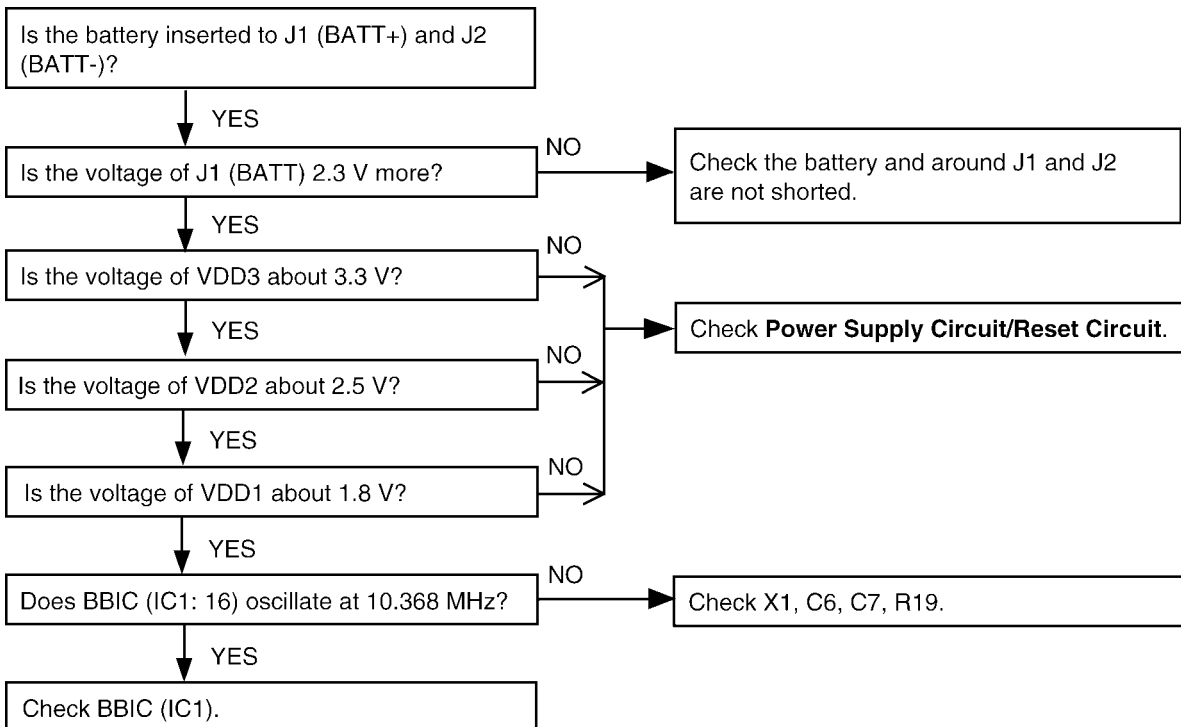 Is the battery inserted to J1 (BATT+) and J2
(BATT-)?
YES
Is the voltage of J1 (BATT) 2.3 V more?
NO
Check the battery and around J1 and J2
are not shorted.
YES
Is the voltage of VDD3 about 3.3 V?
NO
YES
Check Power Supply Circuit/Reset Circuit.
Is the voltage of VDD2 about 2.5 V?
NO
YES
Is the voltage of VDD1 about 1.8 V?
NO
YES
Does BBIC (IC1: 16) oscillate at 10.368 MHz?
NO
Check X1, C6, C7, R19.
YES
Check BBIC (IC1).